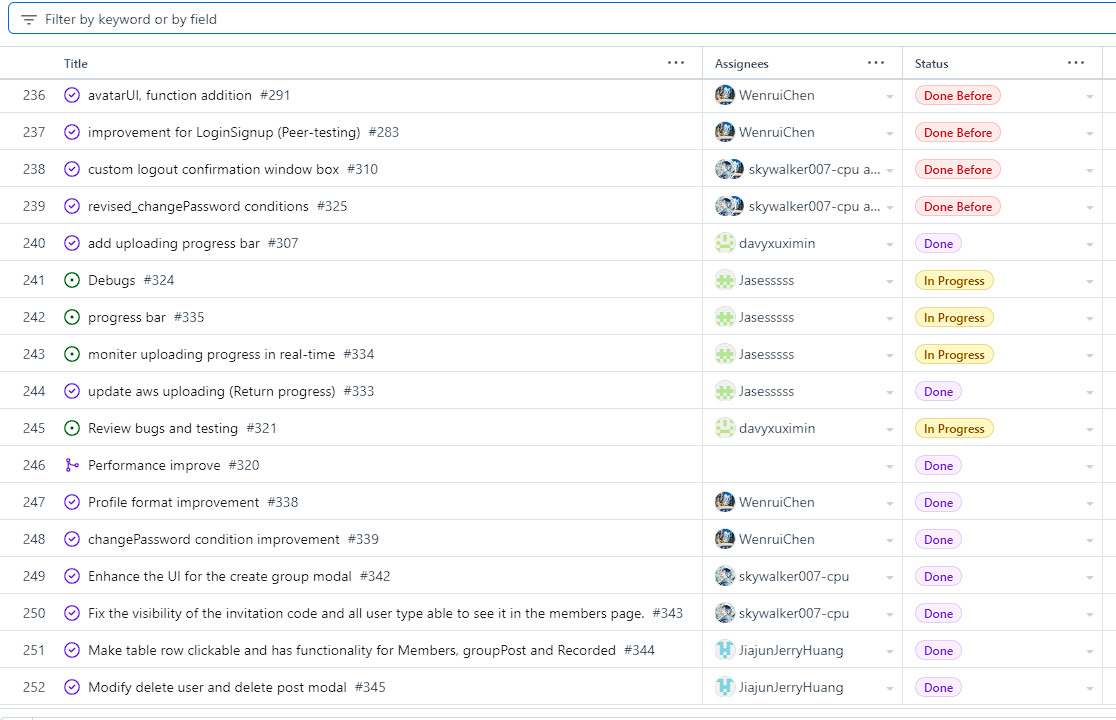 Filter by keyword or by field
Title ... Assignees ... Status ...
236 avatarUI, function addition #291 WenruiChen Done Before
237 improvement for LoginSignup (Peer-testing) #283 WenruiChen Done Before
238 custom logout confirmation window box #310 skywalker007-cpu a... Done Before
239 revised_changePassword conditions #325 skywalker007-cpu a... Done Before
240 add uploading progress bar #307 davyxuximin Done
241 Debugs #324 Jasesssss In Progress
242 progress bar #335 Jasesssss In Progress
243 moniter uploading progress in real-time #334 Jasesssss In Progress
244 update aws uploading (Return progress) #333 Jasesssss Done
245 Review bugs and testing #321 davyxuximin In Progress
246 Performance improve #320 Done
247 Profile format improvement #338 WenruiChen Done
248 changePassword condition improvement #339 WenruiChen Done
249 Enhance the UI for the create group modal #342 skywalker007-cpu Done
250 Fix the visibility of the invitation code and all user type able to see it in the members page. #343 skywalker007-cpu Done
251 Make table row clickable and has functionality for Members, groupPost and Recorded #344 JiajunJerryHuang Done
252 Modify delete user and delete post modal #345 JiajunJerryHuang Done